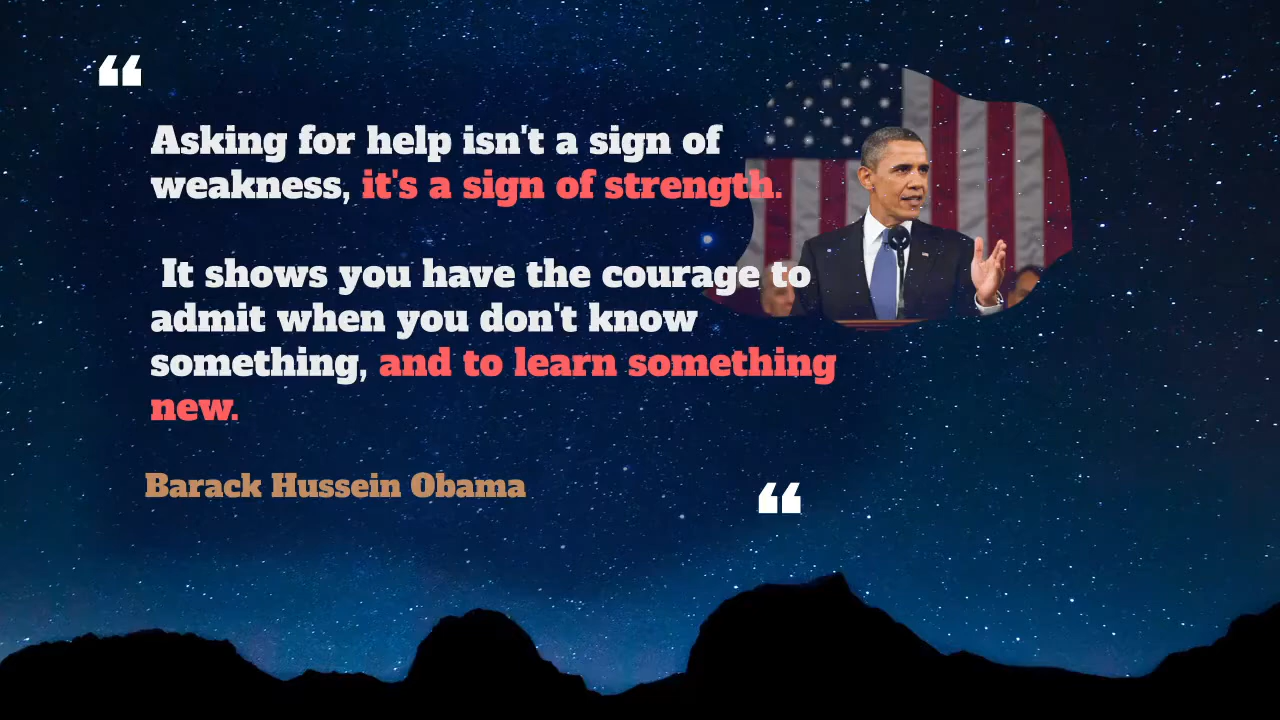 ❝
Asking for help isn't a sign of
weakness, it's a sign of strength.
It shows you have the courage to
admit when you don't know
something, and to learn something
new.
Barack Hussein Obama
❝